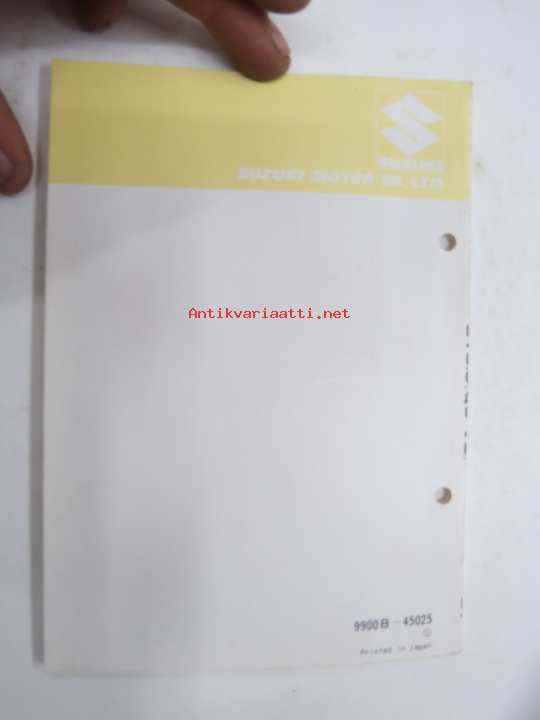 SUZUKI
SUZUKI MOTOR CO.,LTD.
Antikvariaatti.net
9900B-45025
Printed in Japan